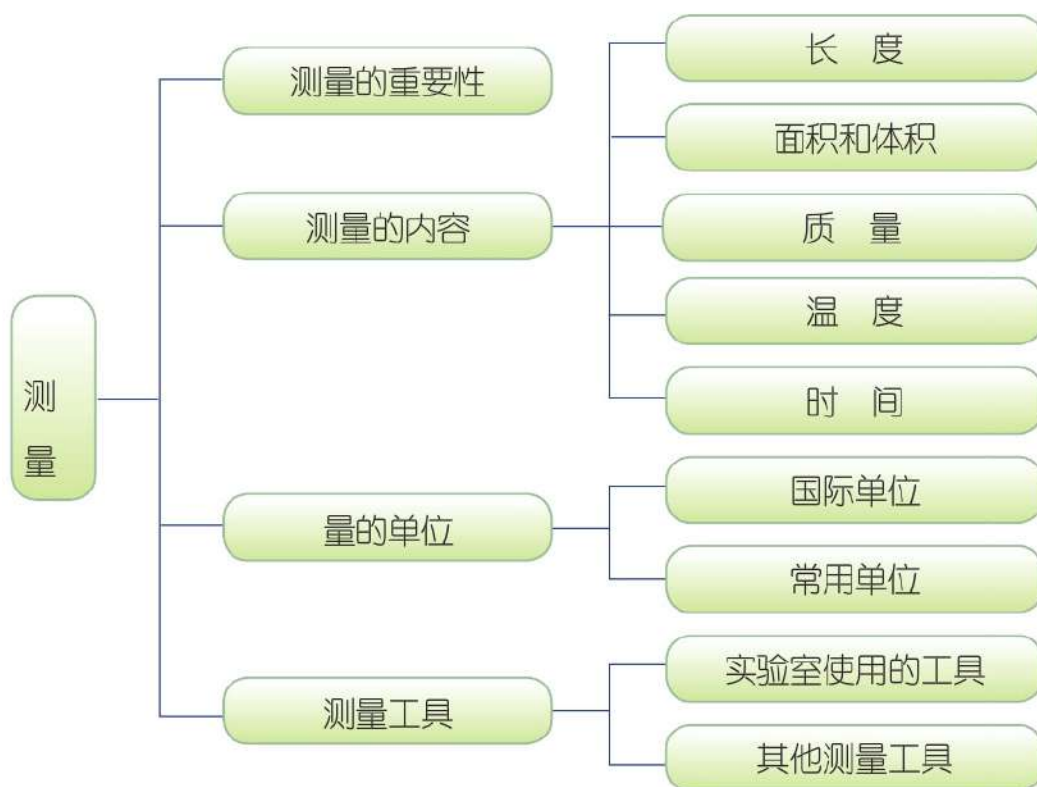 测
量
测量的重要性
测量的内容
长 度
面积和体积
质 量
温 度
时 间
量的单位
国际单位
常用单位
测量工具
实验室使用的工具
其他测量工具